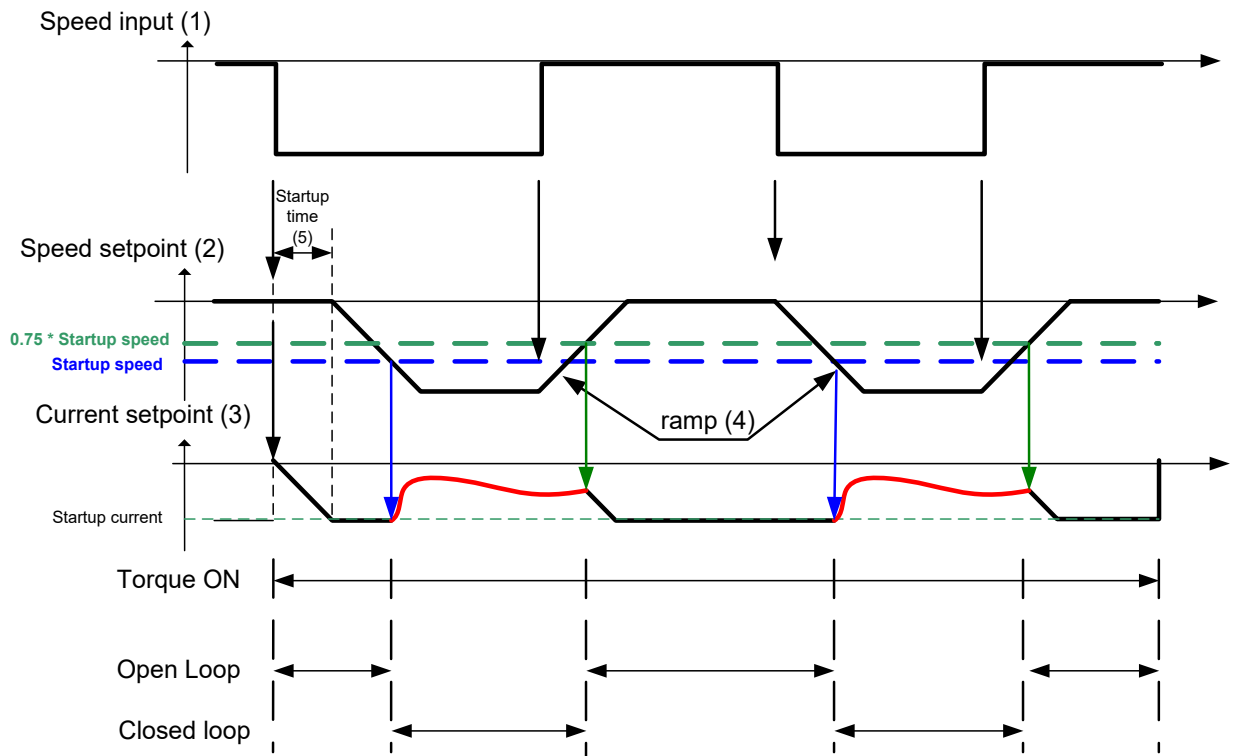 Speed input (1)
Startup
time
(5)
Speed setpoint (2)
0.75 * Startup speed
Startup speed
Current setpoint (3)
ramp (4)
Startup current
Torque ON
Open Loop
Closed loop